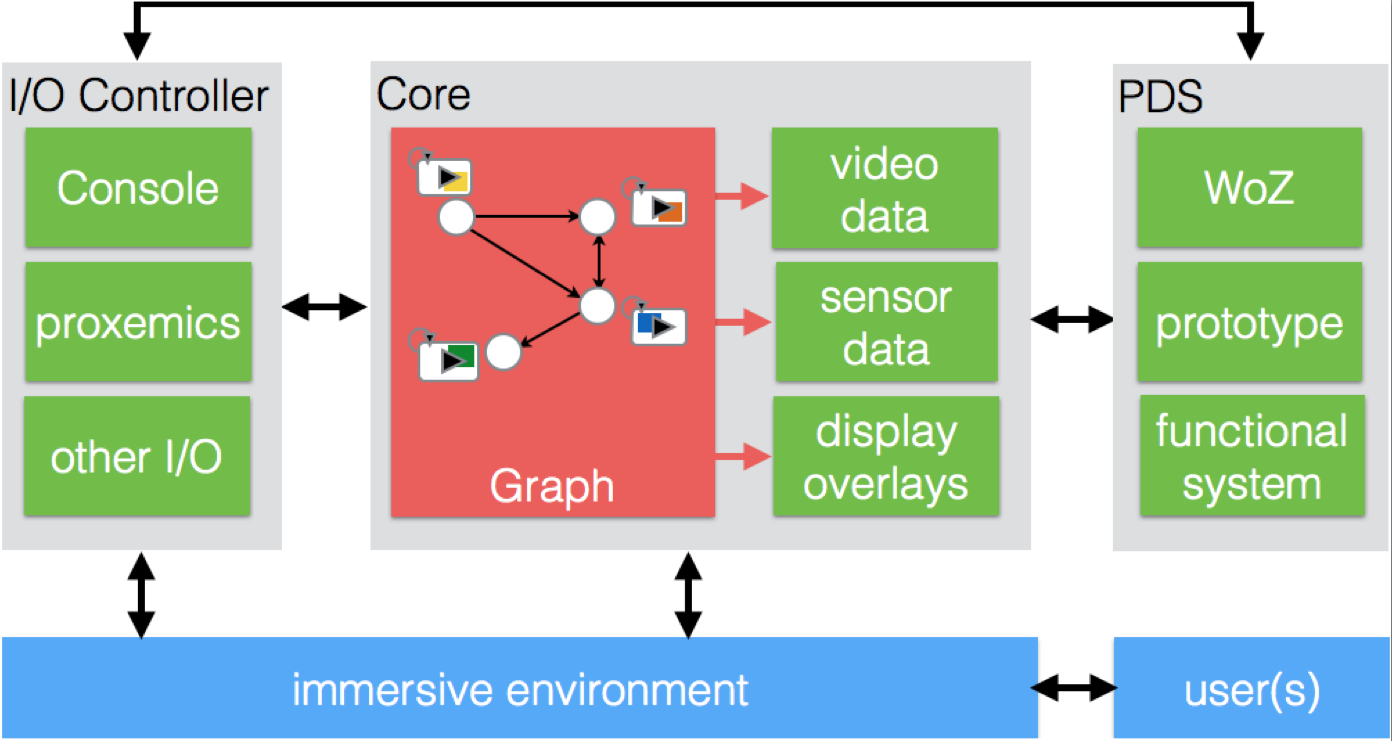 I/O Controller
Console
proxemics
other I/O
Core
Graph
video
data
sensor
data
display
overlays
PDS
WoZ
prototype
functional
system
immersive environment
user(s)